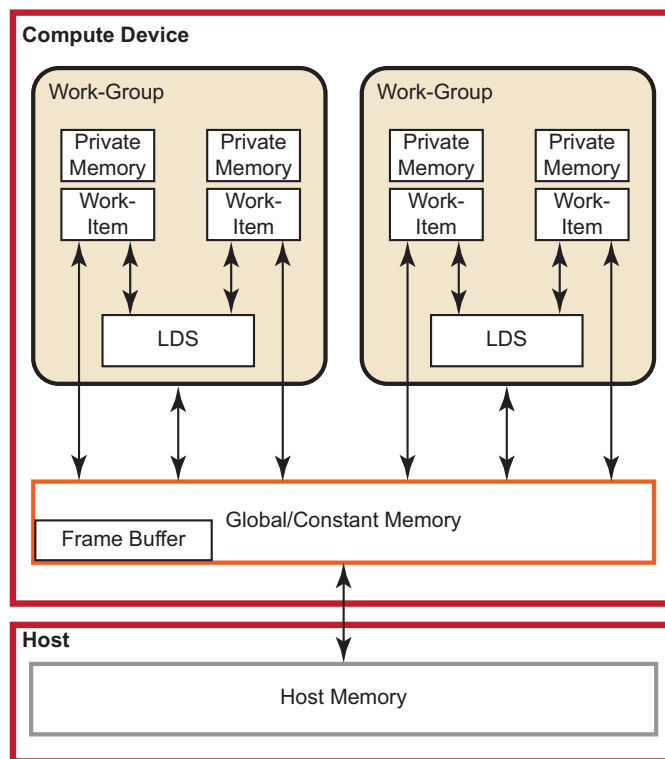 Compute Device
Work-Group
Work-Group
Private
Memory
Private
Memory
Private
Memory
Private
Memory
Work-
Item
Work-
Item
Work-
Item
Work-
Item
LDS
LDS
Global/Constant Memory
Frame Buffer
Host
Host Memory